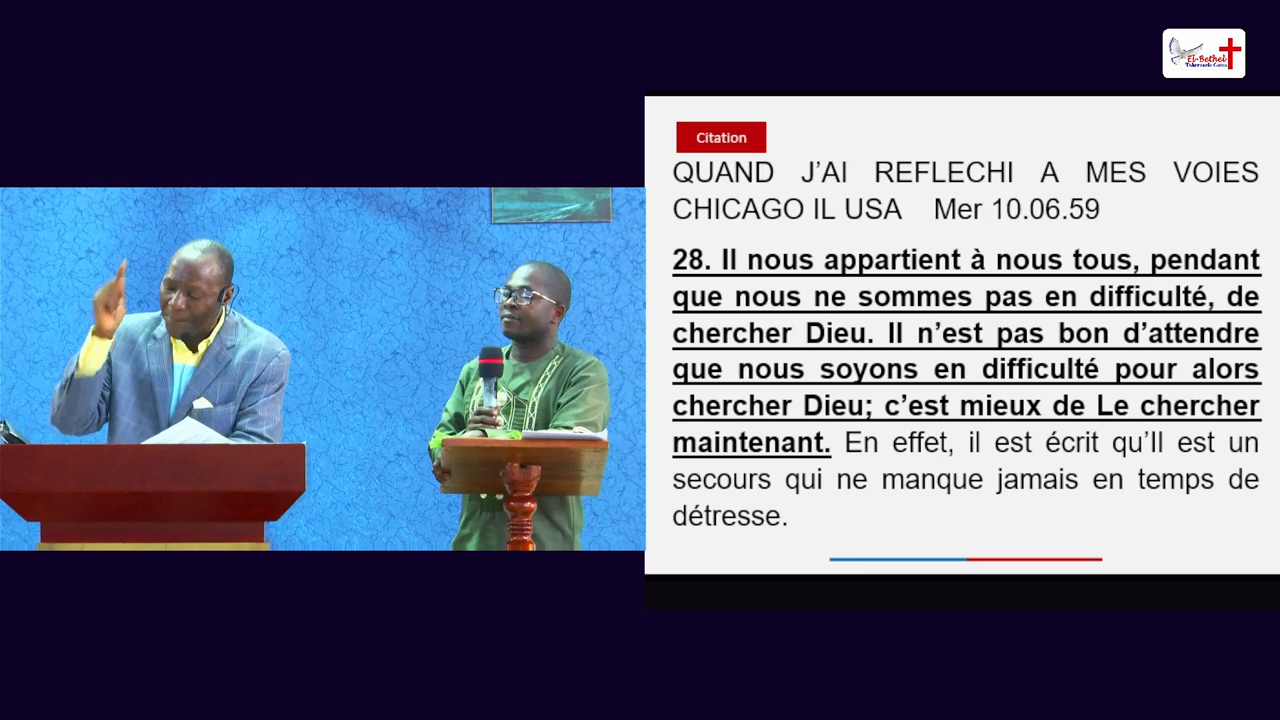 El-Bethel
Tabernacle Goma
Citation
QUAND J’AI REFLECHI A MES VOIES
CHICAGO IL USA Mer 10.06.59
28. Il nous appartient à nous tous, pendant
que nous ne sommes pas en difficulté, de
chercher Dieu. Il n’est pas bon d’attendre
que nous soyons en difficulté pour alors
chercher Dieu; c’est mieux de Le chercher
maintenant. En effet, il est écrit qu’Il est un
secours qui ne manque jamais en temps de
détresse.